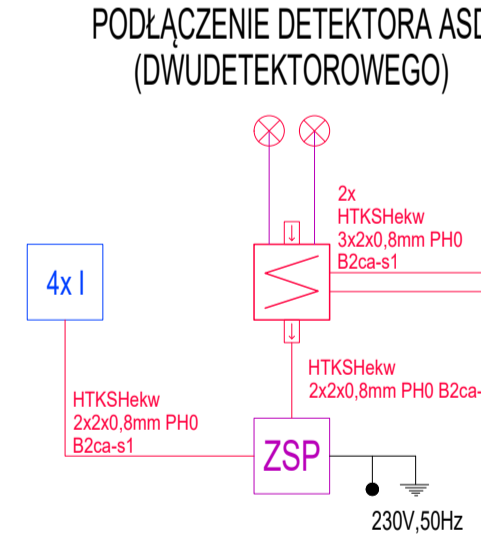 PODŁĄCZENIE DETEKTORA ASD
(DWUDETEKTOROWEGO)
2x
HTKSHekw
3x2x0,8mm PH0
B2ca-s1
4x I
HTKSHekw
2x2x0,8mm PH0 B2ca-
HTKSHekw
2x2x0,8mm PH0
B2ca-s1
ZSP
230V,50Hz